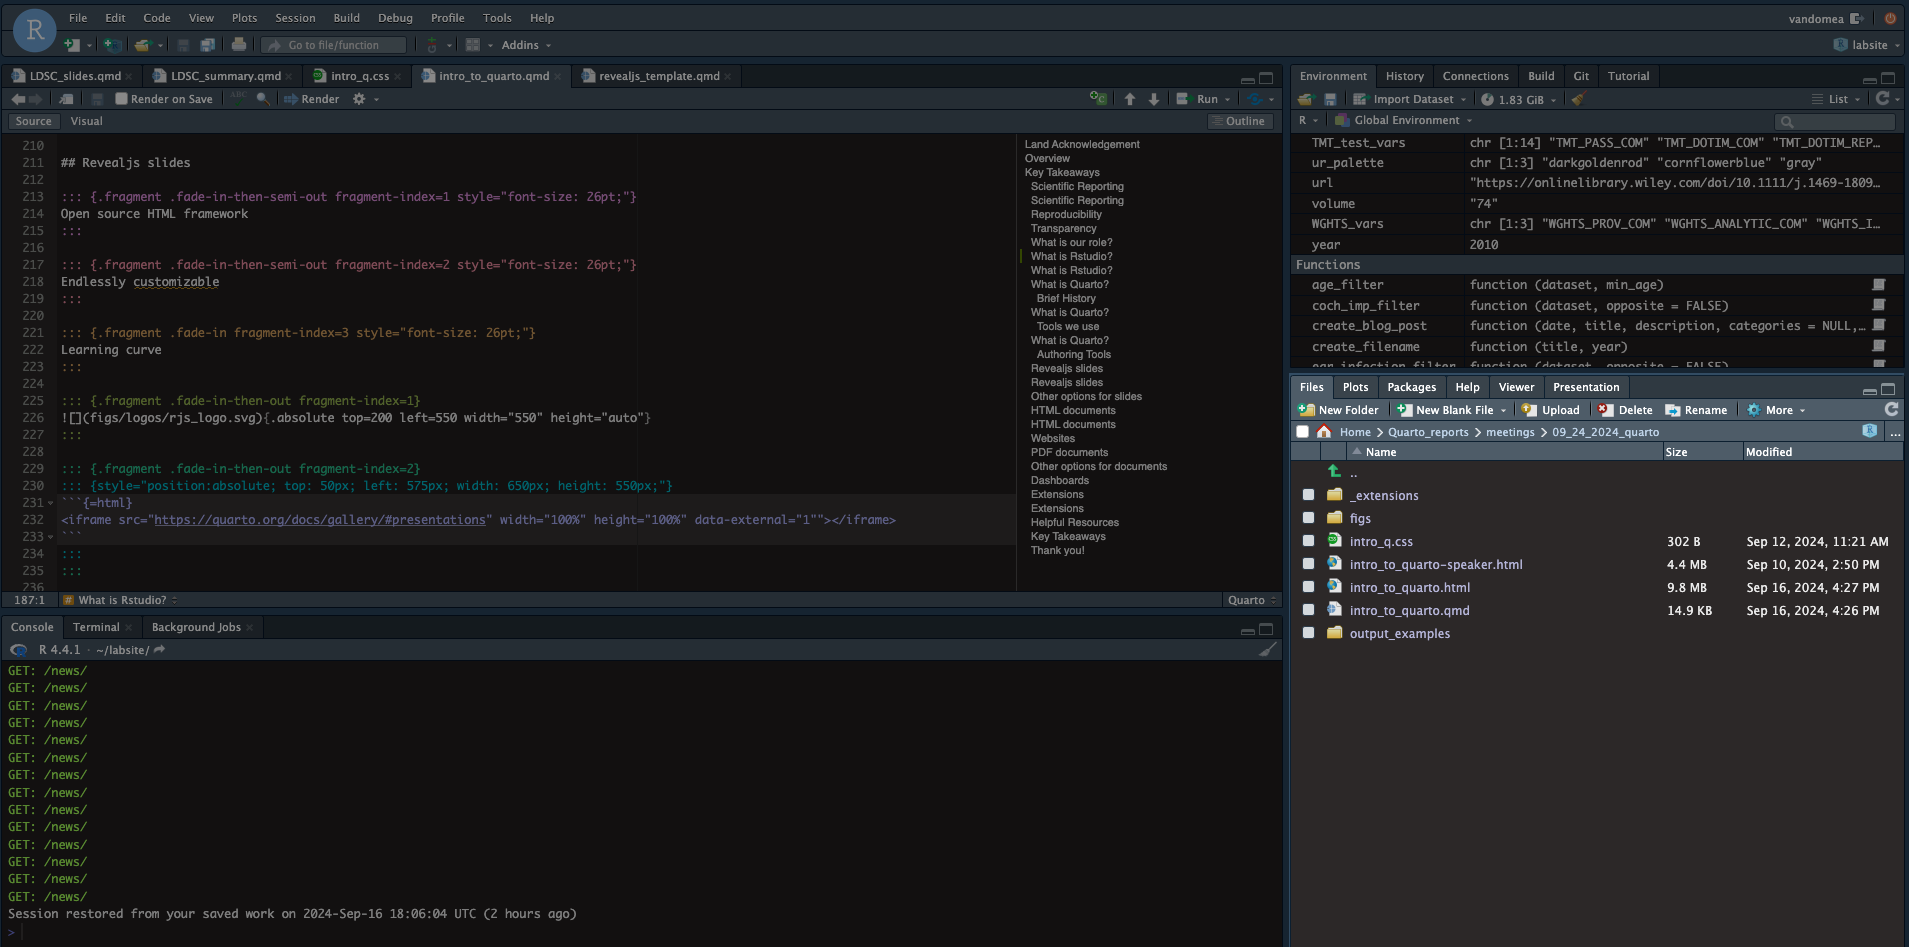 R
File Edit Code View Plots Session Build Debug Profile Tools Help
vandomea
Go to file/function
Addins
R labsite
LDSC_slides.qmd
LDSC_summary.qmd
intro_q.css
intro_to_quarto.qmd
revealjs_template.qmd
Render on Save
ABC
Render
Run
Source Visual
Outline
210
211 ## Revealjs slides
212
213 ::: {.fragment .fade-in-then-semi-out fragment-index=1 style="font-size: 26pt;"}
214 Open source HTML framework
215 :::
216
217 ::: {.fragment .fade-in-then-semi-out fragment-index=2 style="font-size: 26pt;"}
218 Endlessly customizable
219 :::
220
221 ::: {.fragment .fade-in fragment-index=3 style="font-size: 26pt;"}
222 Learning curve
223 :::
224
225 ::: {.fragment .fade-in-then-out fragment-index=1}
226 ![](figs/logos/rjs_logo.svg){.absolute top=200 left=550 width="550" height="auto"}
227 :::
228
229 ::: {.fragment .fade-in-then-out fragment-index=2}
230 ::: {style="position:absolute; top: 50px; left: 575px; width: 650px; height: 550px;"}
231 ```{=html}
232 <iframe src="https://quarto.org/docs/gallery/#presentations" width="100%" height="100%" data-external="1""></iframe>
233 ```
234 :::
235 :::
236
Land Acknowledgement
Overview
Key Takeaways
Scientific Reporting
Scientific Reporting
Reproducibility
Transparency
What is our role?
What is Rstudio?
What is Rstudio?
What is Quarto?
Brief History
What is Quarto?
Tools we use
What is Quarto?
Authoring Tools
Revealjs slides
Revealjs slides
Other options for slides
HTML documents
HTML documents
Websites
PDF documents
Other options for documents
Dashboards
Extensions
Extensions
Helpful Resources
Key Takeaways
Thank you!
187:1 # What is Rstudio?
Quarto
Console Terminal Background Jobs
R 4.4.1 · ~/labsite/
GET: /news/
GET: /news/
GET: /news/
GET: /news/
GET: /news/
GET: /news/
GET: /news/
GET: /news/
GET: /news/
GET: /news/
GET: /news/
GET: /news/
GET: /news/
GET: /news/
Session restored from your saved work on 2024-Sep-16 18:06:04 UTC (2 hours ago)
>
Environment History Connections Build Git Tutorial
Import Dataset
1.83 GiB
List
R
Global Environment
TMT_test_vars chr [1:14] "TMT_PASS_COM" "TMT_DOTIM_COM" "TMT_DOTIM_REP…
ur_palette chr [1:3] "darkgoldenrod" "cornflowerblue" "gray"
url "https://onlinelibrary.wiley.com/doi/10.1111/j.1469-1809…
volume "74"
WGHTS_vars chr [1:3] "WGHTS_PROV_COM" "WGHTS_ANALYTIC_COM" "WGHTS_I…
year 2010
Functions
age_filter function (dataset, min_age)
coch_imp_filter function (dataset, opposite = FALSE)
create_blog_post function (date, title, description, categories = NULL,…
create_filename function (title, year)
ear_infection_filter function (dataset, opposite = FALSE)
Files Plots Packages Help Viewer Presentation
New Folder New Blank File Upload Delete Rename More
Home > Quarto_reports > meetings > 09_24_2024_quarto
R
...
Name Size Modified
..
_extensions
figs
intro_q.css 302 B Sep 12, 2024, 11:21 AM
intro_to_quarto-speaker.html 4.4 MB Sep 10, 2024, 2:50 PM
intro_to_quarto.html 9.8 MB Sep 16, 2024, 4:27 PM
intro_to_quarto.qmd 14.9 KB Sep 16, 2024, 4:26 PM
output_examples